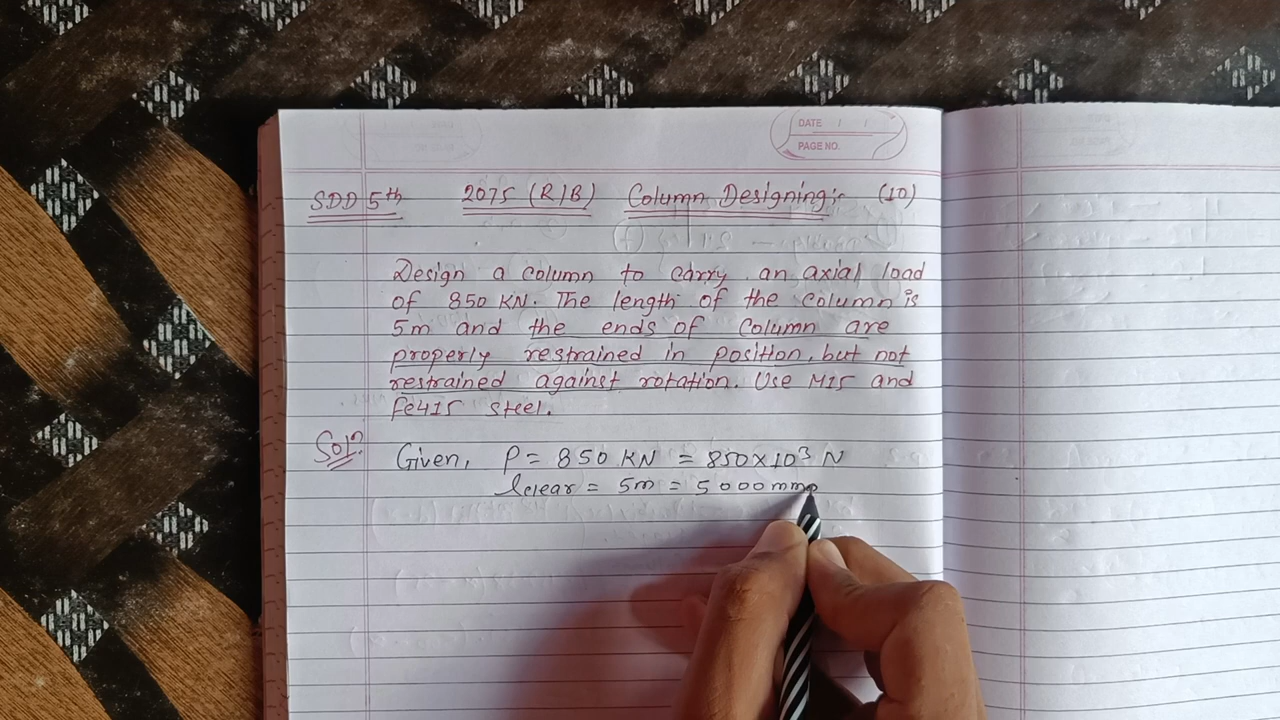 DATE / /
PAGE NO.
SDD 5th 2075 (R/B) Column Designing:- (10)
Design a column to carry an axial load
of 850 KN. The length of the column is
5m and the ends of column are
properly restrained in position, but not
restrained against rotation. Use M15 and
fe415 steel.
Solⁿ Given, P = 850 KN = 850×10³ N
lclear = 5m = 5000mm